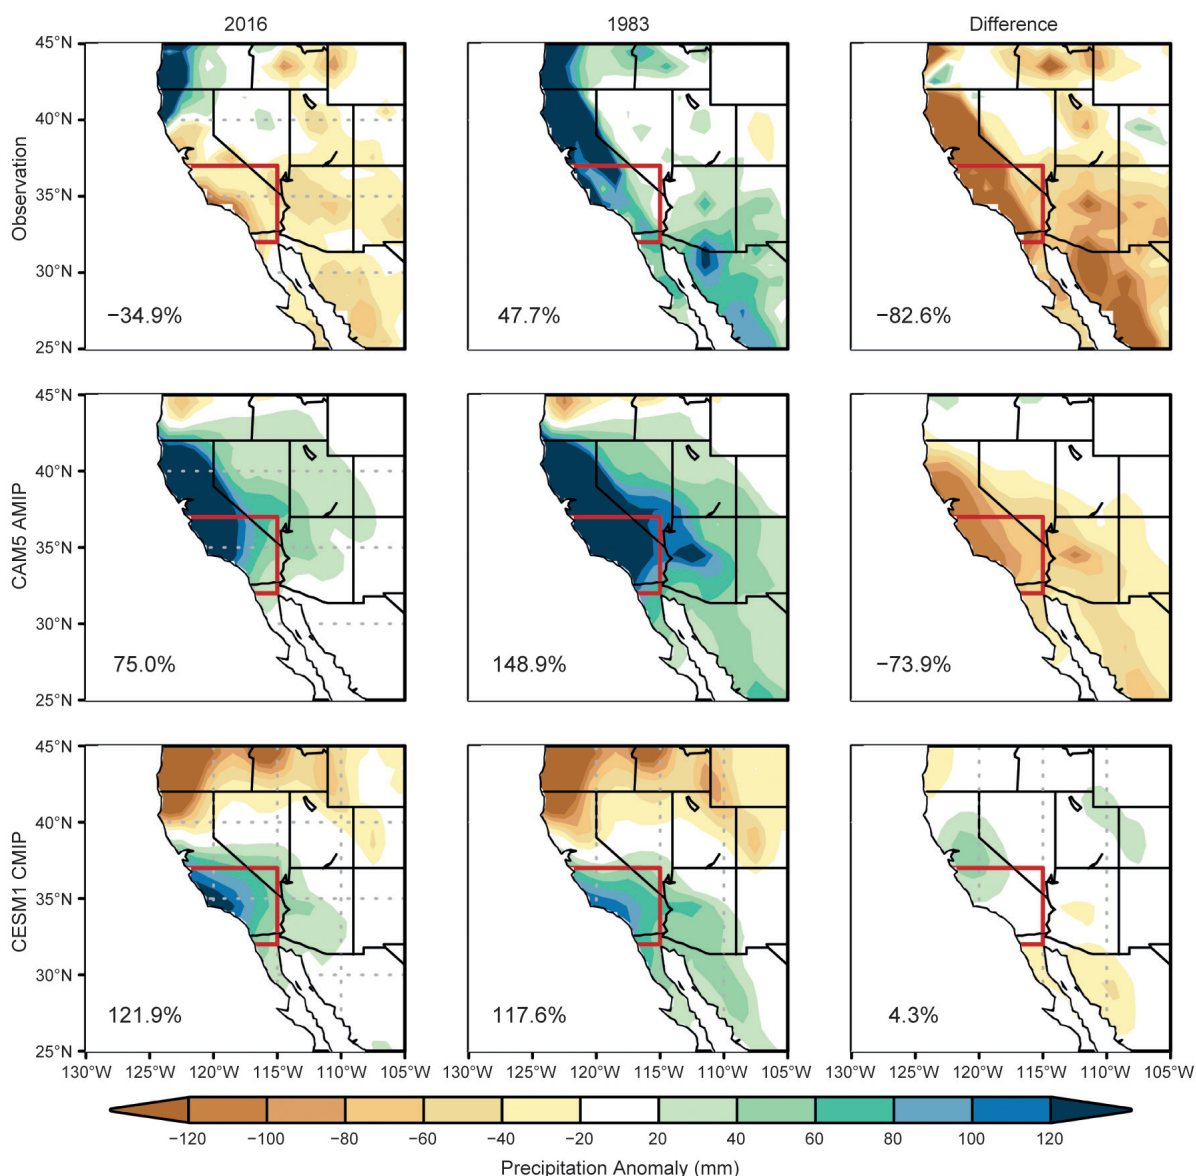 2016 1983 Difference
45°N
40°N
35°N
30°N
25°N
Observation
−34.9% 47.7% −82.6%
45°N
40°N
35°N
30°N
25°N
CAM5 AMIP
75.0% 148.9% −73.9%
45°N
40°N
35°N
30°N
25°N
CESM1 CMIP
121.9% 117.6% 4.3%
130°W 125°W 120°W 115°W 110°W 105°W 130°W 125°W 120°W 115°W 110°W 105°W 130°W 125°W 120°W 115°W 110°W 105°W
−120 −100 −80 −60 −40 −20 20 40 60 80 100 120
Precipitation Anomaly (mm)